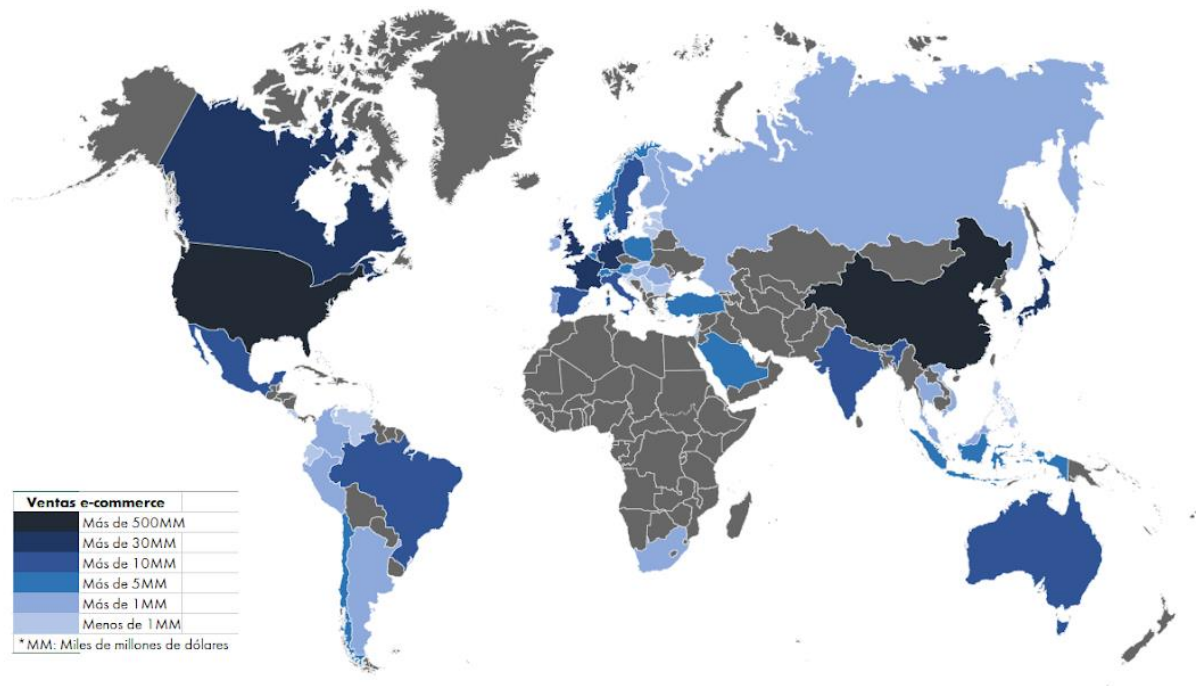 Ventas e-commerce
Más de 500MM
Más de 30MM
Más de 10MM
Más de 5MM
Más de 1MM
Menos de 1MM
*MM: Miles de millones de dólares